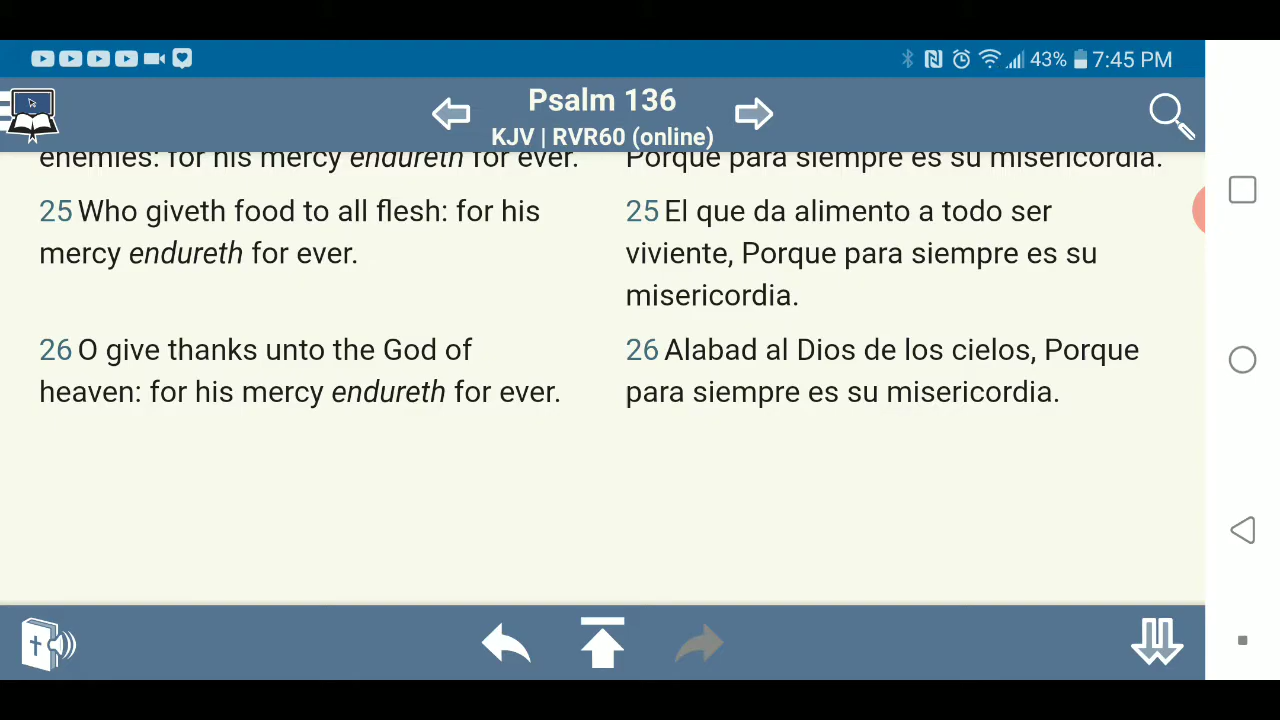 43% 7:45 PM
Psalm 136
KJV | RVR60 (online)
enemies: for his mercy endureth for ever.
25 Who giveth food to all flesh: for his
mercy endureth for ever.
26 O give thanks unto the God of
heaven: for his mercy endureth for ever.
Porque para siempre es su misericordia.
25 El que da alimento a todo ser
viviente, Porque para siempre es su
misericordia.
26 Alabad al Dios de los cielos, Porque
para siempre es su misericordia.